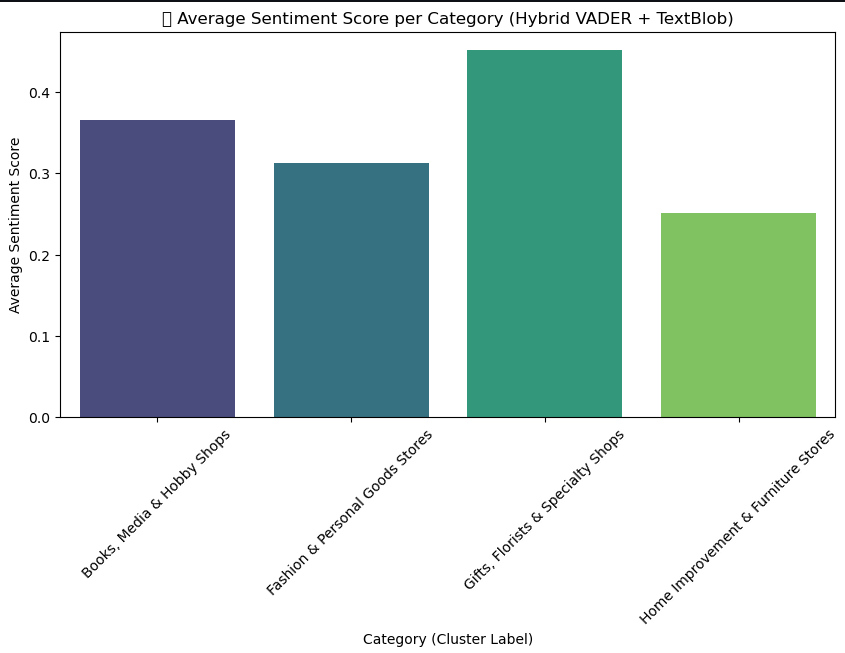 Average Sentiment Score per Category (Hybrid VADER + TextBlob)
Average Sentiment Score
0.4
0.3
0.2
0.1
0.0
Books, Media & Hobby Shops
Fashion & Personal Goods Stores
Gifts, Florists & Specialty Shops
Home Improvement & Furniture Stores
Category (Cluster Label)